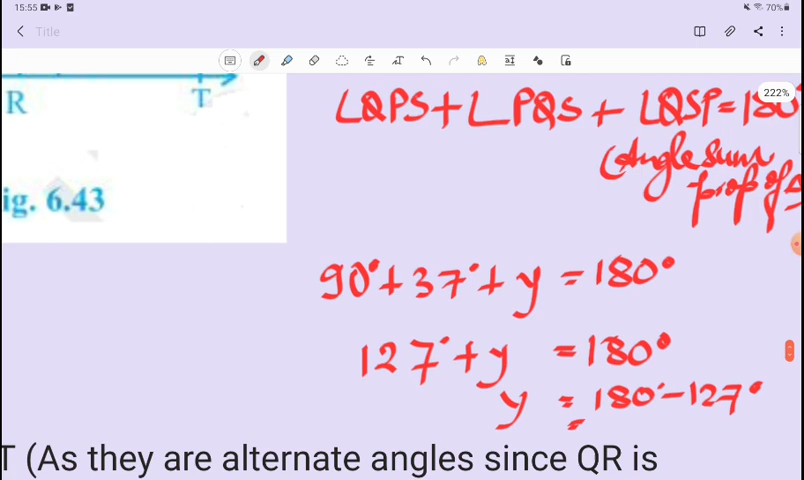 15:55 70%
Title
222%
R T
∠QPS+∠PQS+∠QSP=180°
(Angle sum
prop of Δ
ig. 6.43
90°+37°+y=180°
127°+y =180°
y =180°-127°
=
T (As they are alternate angles since QR is